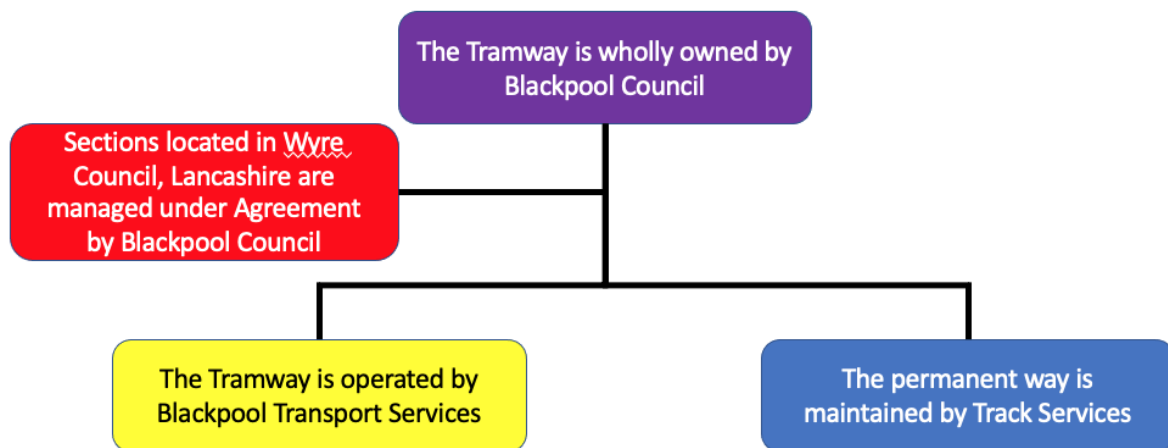 The Tramway is wholly owned by
Blackpool Council
Sections located in Wyre
Council, Lancashire are
managed under Agreement
by Blackpool Council
The Tramway is operated by
Blackpool Transport Services
The permanent way is
maintained by Track Services